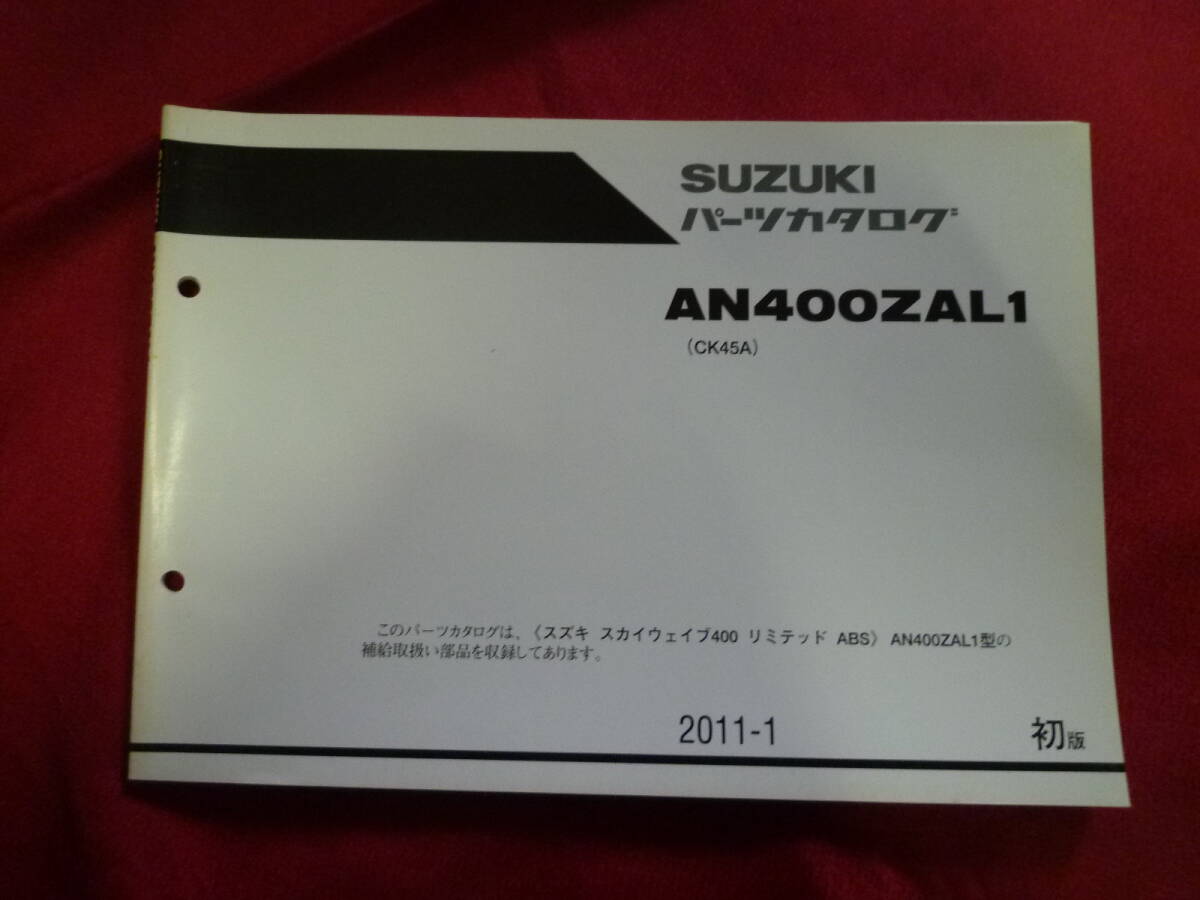 SUZUKI
パーツカタログ
AN400ZAL1
（CK45A）
このパーツカタログは、《スズキ スカイウェイブ400 リミテッド ABS》 AN400ZAL1型の
補給取扱い部品を収録してあります。
2011-1
初版